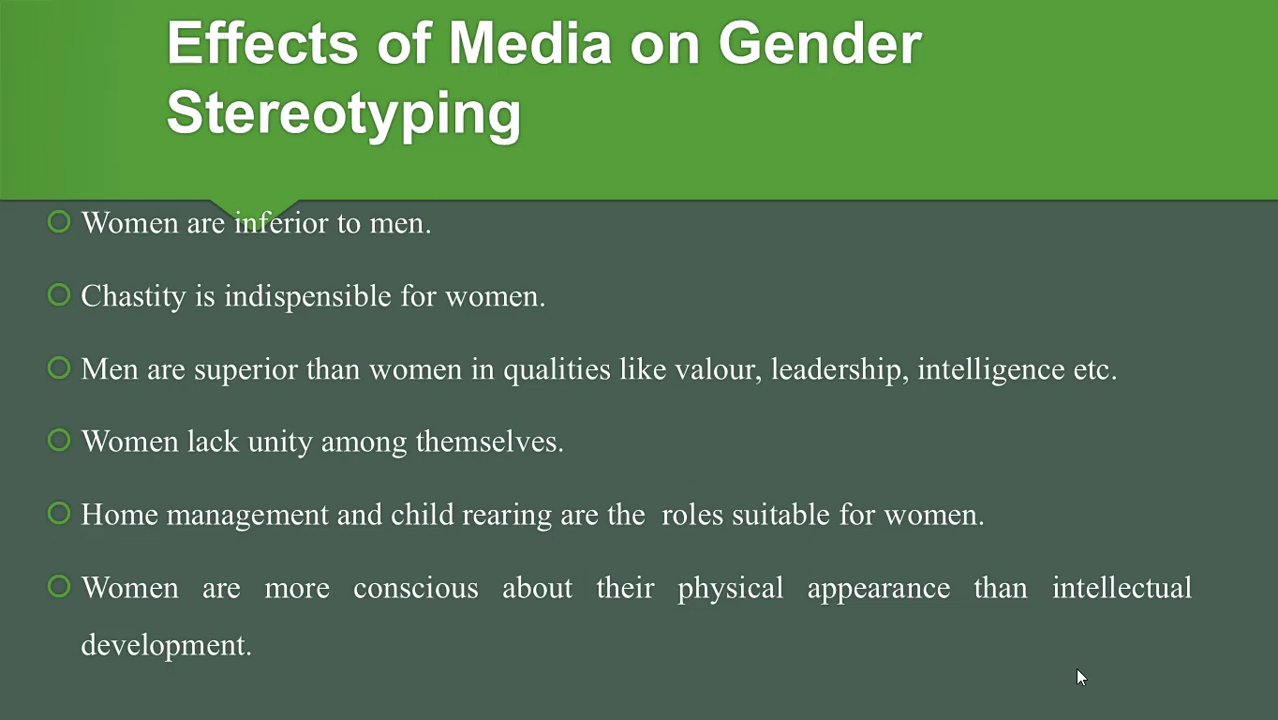 Effects of Media on Gender
Stereotyping
Women are inferior to men.
Chastity is indispensible for women.
Men are superior than women in qualities like valour, leadership, intelligence etc.
Women lack unity among themselves.
Home management and child rearing are the  roles suitable for women.
Women are more conscious about their physical appearance than intellectual
development.